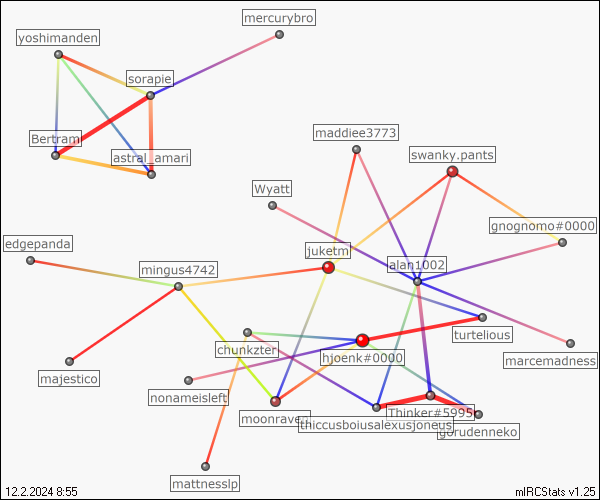 mercurybro
yoshimanden
sorapie
maddiee3773
Bertram
swanky.pants
astral_amari
Wyatt
gnognomo#0000
edgepanda
juketm
alan1002
mingus4742
turtelious
chunkzter
hjoenk#0000
marcemadness
majestico
nonameisleft
Thinker#5995
moonrave
thiccusboiusalexusjoneus
gorudenneko
mattnesslp
12.2.2024 8:55
mIRCStats v1.25